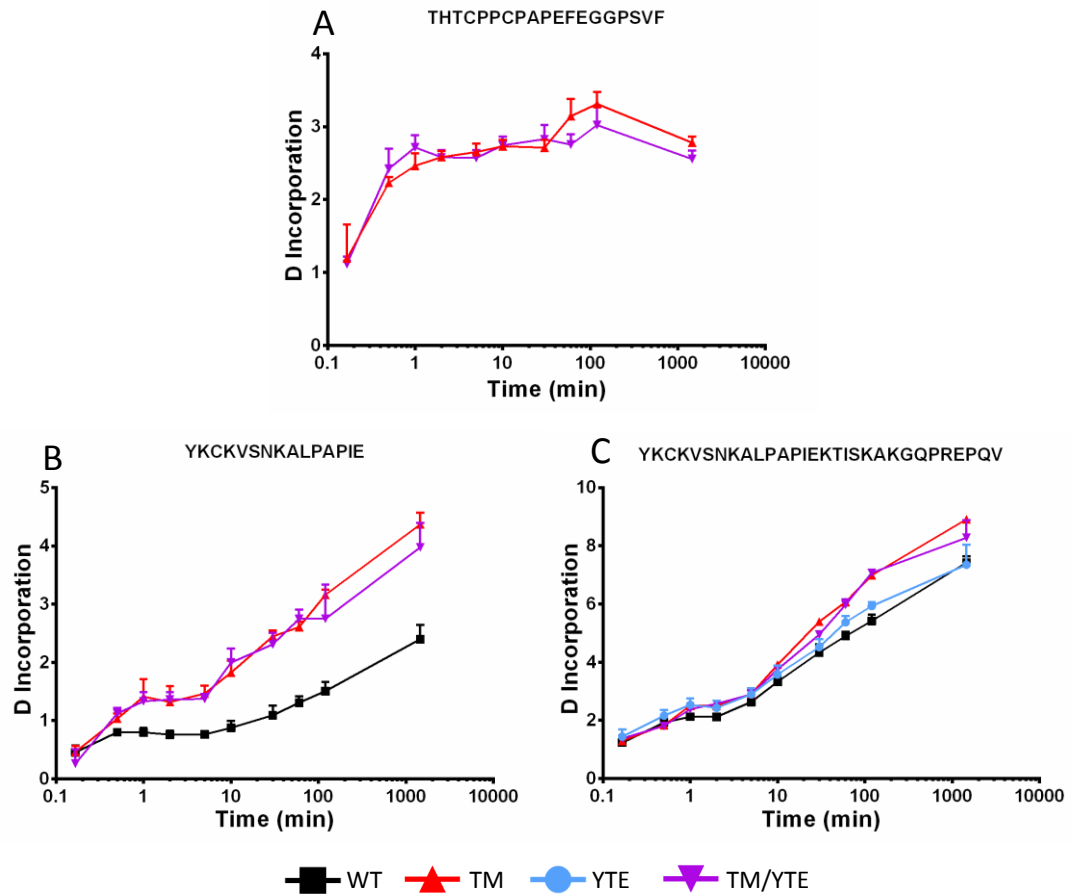 A
THTCPPCPAPEFEGGPSVF
4
3
2
1
0
D Incorporation
0.1
1
10
100
1000
10000
Time (min)
B
YKCKVSNKALPAPIE
5
4
3
2
1
0
D Incorporation
0.1
1
10
100
1000
10000
Time (min)
C
YKCKVSNKALPAPIEKTISKAKGQPREPQV
10
8
6
4
2
0
D Incorporation
0.1
1
10
100
1000
10000
Time (min)
WT
TM
YTE
TM/YTE